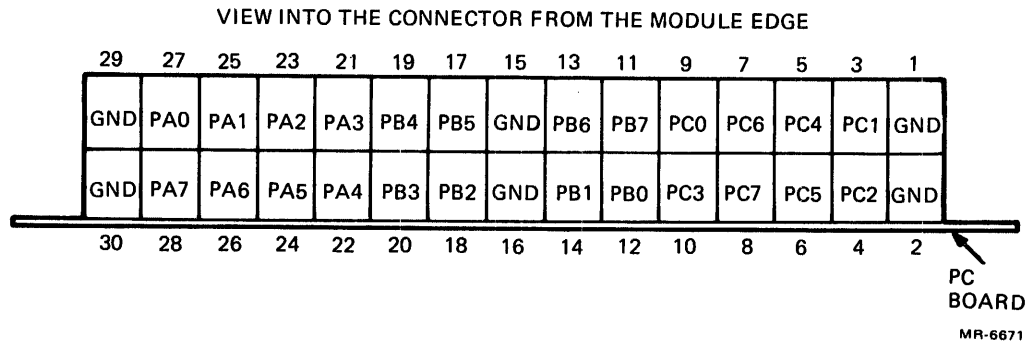 VIEW INTO THE CONNECTOR FROM THE MODULE EDGE
29 27 25 23 21 19 17 15 13 11 9 7 5 3 1
GND PA0 PA1 PA2 PA3 PB4 PB5 GND PB6 PB7 PC0 PC6 PC4 PC1 GND
GND PA7 PA6 PA5 PA4 PB3 PB2 GND PB1 PB0 PC3 PC7 PC5 PC2 GND
30 28 26 24 22 20 18 16 14 12 10 8 6 4 2
PC
BOARD
MR-6671